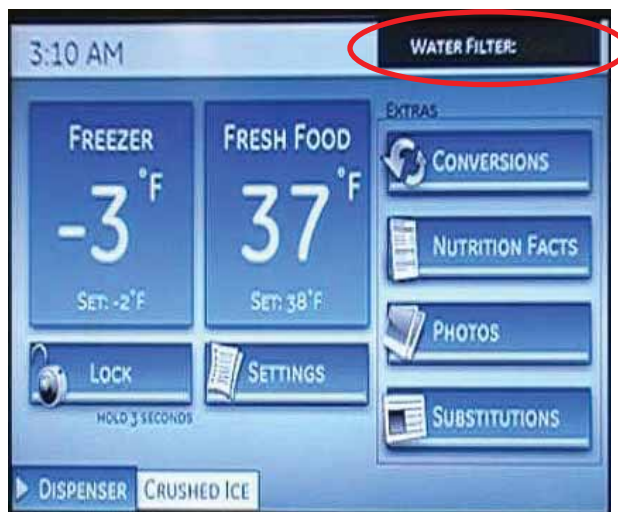 3:10 AM
WATER FILTER:
FREEZER
-3°F
SET: -2°F
FRESH FOOD
37°F
SET: 38°F
EXTRAS
CONVERSIONS
NUTRITION FACTS
PHOTOS
SUBSTITUTIONS
LOCK
HOLD 3 SECONDS
SETTINGS
DISPENSER
CRUSHED ICE